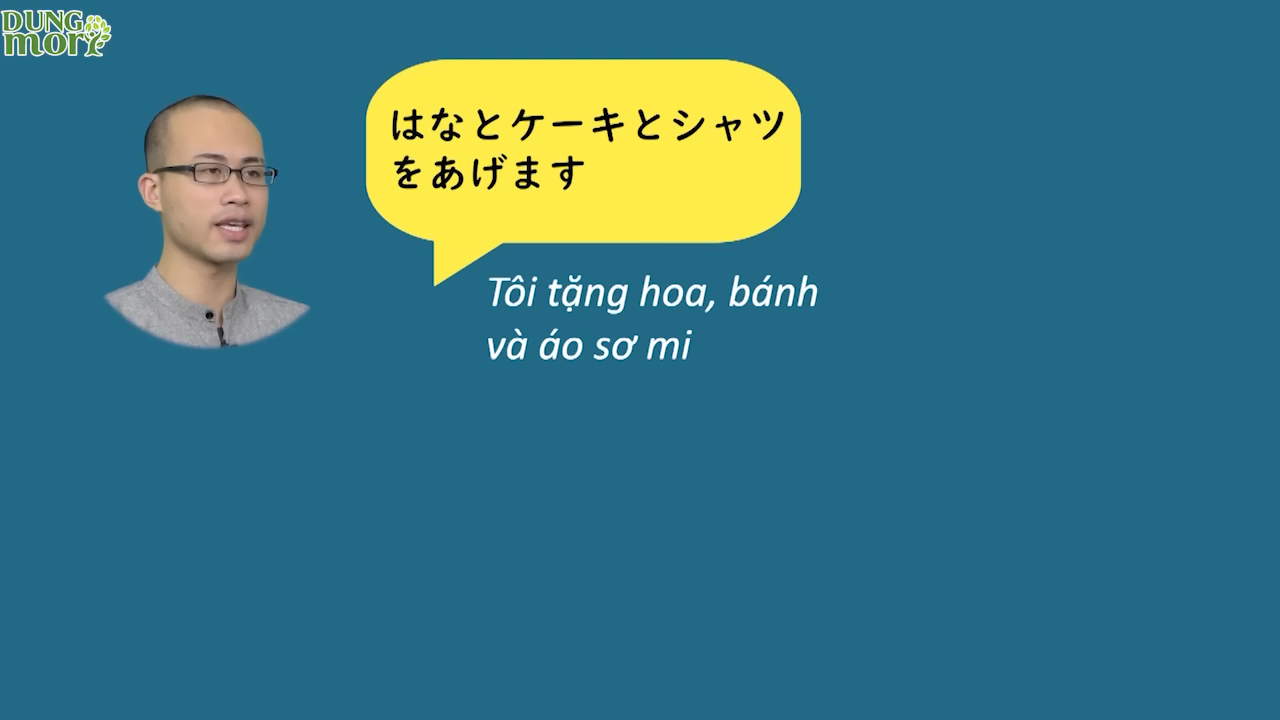 DUNG
mori
はなとケーキとシャツ
をあげます
Tôi tặng hoa, bánh
và áo sơ mi